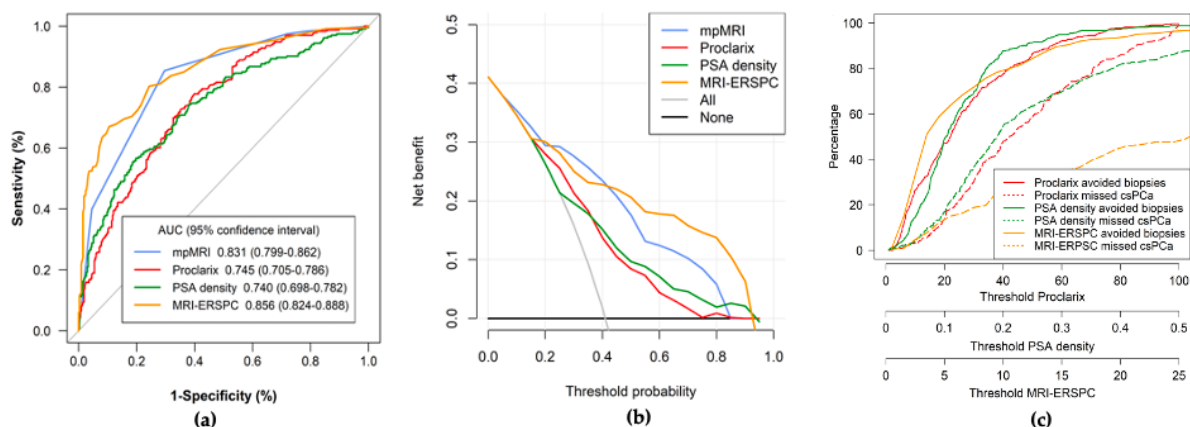 1.0
0.8
0.6
0.4
0.2
0.0
Senstivity (%)
AUC (95% confidence interval)
mpMRI 0.831 (0.799-0.862)
Proclarix 0.745 (0.705-0.786)
PSA density 0.740 (0.698-0.782)
MRI-ERSPC 0.856 (0.824-0.888)
0.0 0.2 0.4 0.6 0.8 1.0
1-Specificity (%)
(a)
0.5
0.4
0.3
0.2
0.1
0.0
Net benefit
mpMRI
Proclarix
PSA density
MRI-ERSPC
All
None
0.0 0.2 0.4 0.6 0.8 1.0
Threshold probability
(b)
100
80
60
40
20
0
Percentage
Proclarix avoided biopsies
Proclarix missed csPCa
PSA density avoided biopsies
PSA density missed csPCa
MRI-ERSPC avoided biopsies
MRI-ERPSC missed csPCa
0 20 40 60 80 100
Threshold Proclarix
0 0.1 0.2 0.3 0.4 0.5
Threshold PSA density
0 5 10 15 20 25
Threshold MRI-ERSPC
(c)